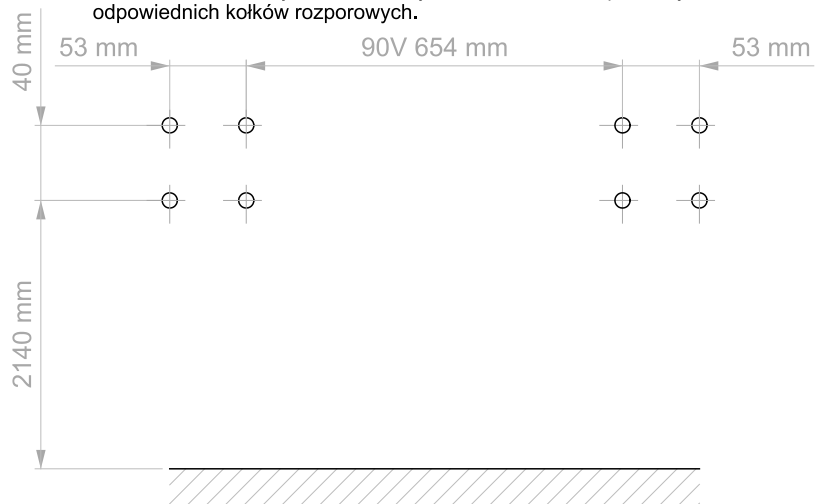 odpowiednich kołków rozporowych.
53 mm
90V 654 mm
53 mm
40 mm
2140 mm